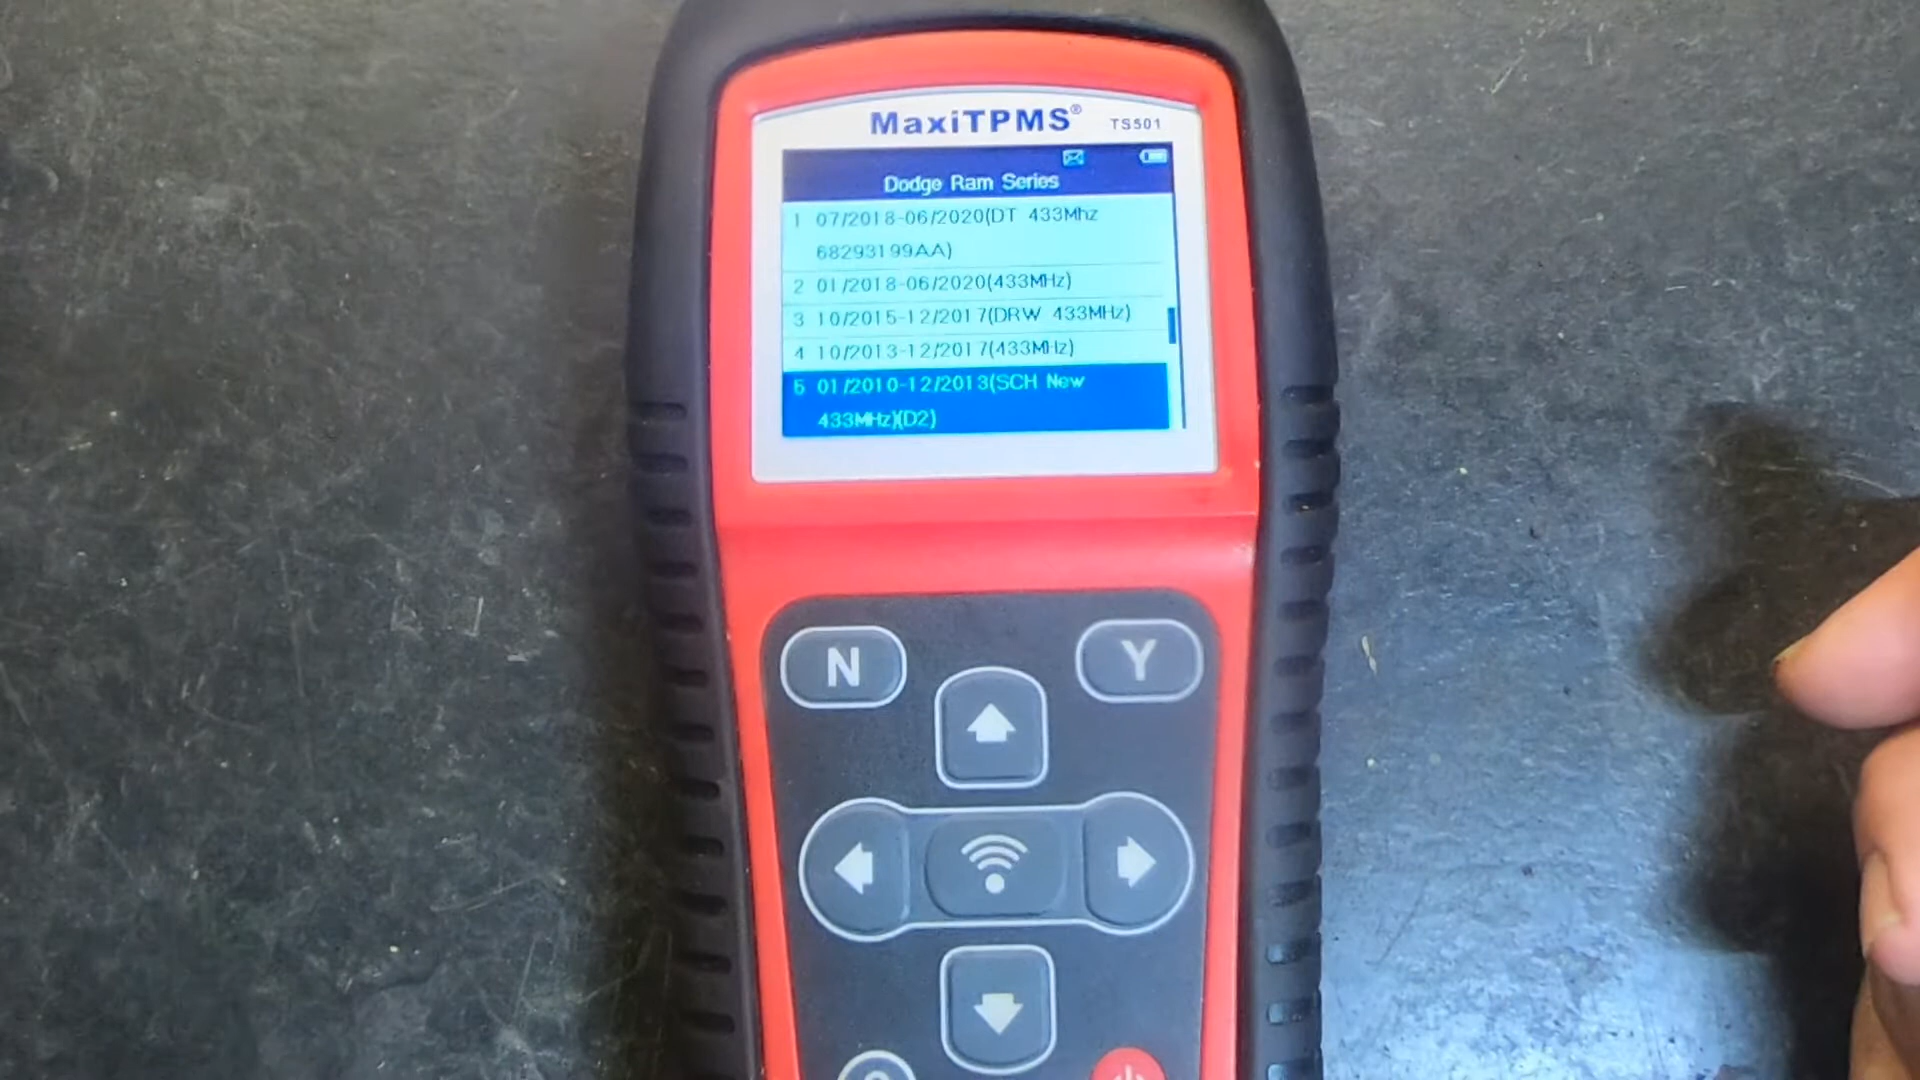 MaxiTPMS® TS501
Dodge Ram Series
1 07/2018-06/2020(DT 433Mhz
68293199AA)
2 01/2018-06/2020(433MHz)
3 10/2015-12/2017(DRW 433MHz)
4 10/2013-12/2017(433MHz)
5 01/2010-12/2013(SCH New
433MHz)(D2)
N Y